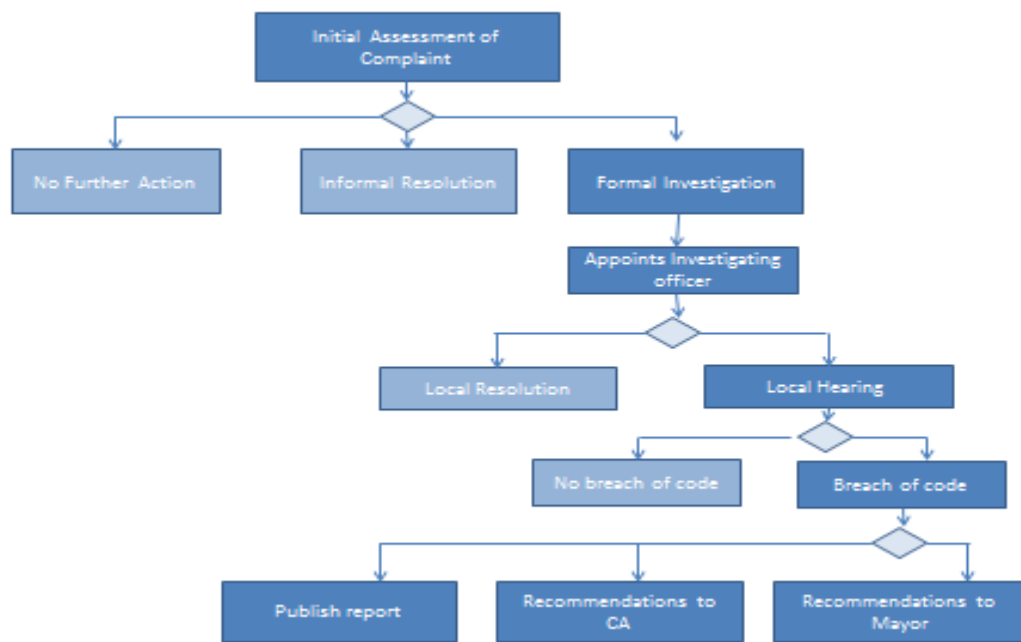 Initial Assessment of
Complaint
No Further Action
Informal Resolution
Formal Investigation
Appoints Investigating
officer
Local Resolution
Local Hearing
No breach of code
Breach of code
Publish report
Recommendations to
CA
Recommendations to
Mayor